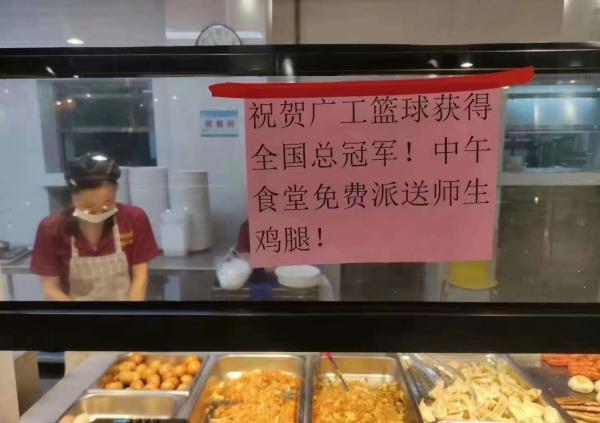 祝贺广工篮球获得
全国总冠军！中午
食堂免费派送师生
鸡腿！